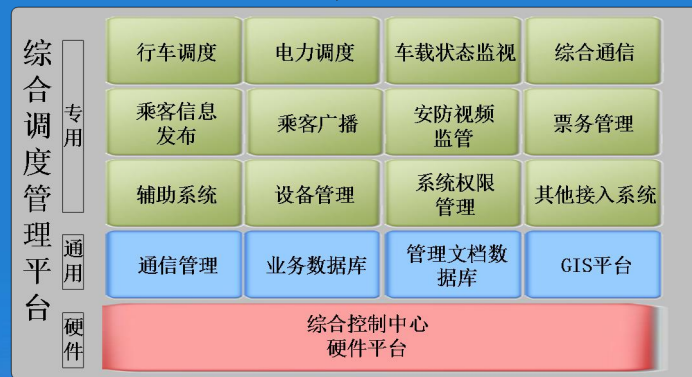 综合调度管理平台
专用
行车调度
电力调度
车载状态监视
综合通信
乘客信息
发布
乘客广播
安防视频
监管
票务管理
辅助系统
设备管理
系统权限
管理
其他接入系统
通用
通信管理
业务数据库
管理文档数
据库
GIS平台
硬件
综合控制中心
硬件平台